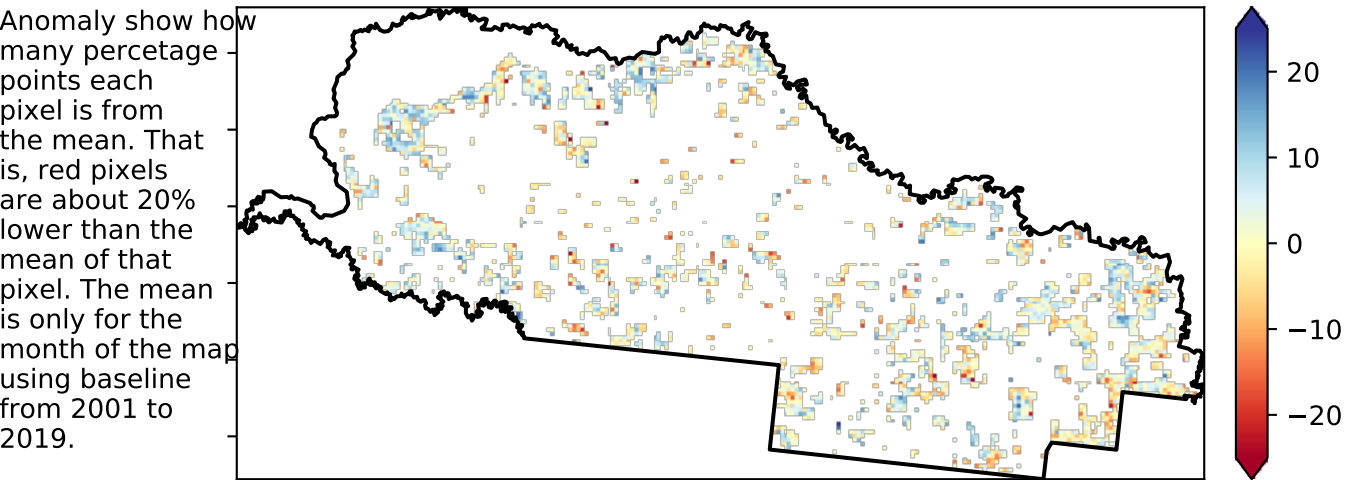 Anomaly show how
many percetage
points each
pixel is from
the mean. That
is, red pixels
are about 20%
lower than the
mean of that
pixel. The mean
is only for the
month of the map
using baseline
from 2001 to
2019.
20
10
0
−10
−20